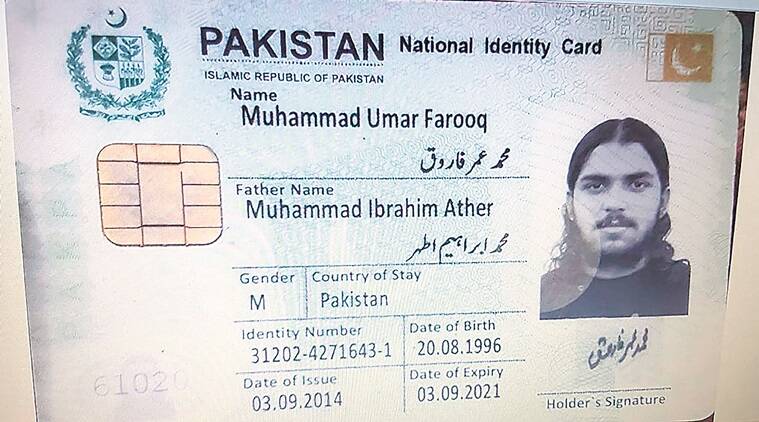 PAKISTAN National Identity Card
ISLAMIC REPUBLIC OF PAKISTAN
Name
Muhammad Umar Farooq
محمد عمر فاروق
Father Name
Muhammad Ibrahim Ather
محمد ابراہیم اطہر
Gender Country of Stay
M Pakistan
Identity Number Date of Birth
31202-4271643-1 20.08.1996
Date of Issue Date of Expiry
03.09.2014 03.09.2021
61020
محمد عمر فاروق
Holder`s Signature